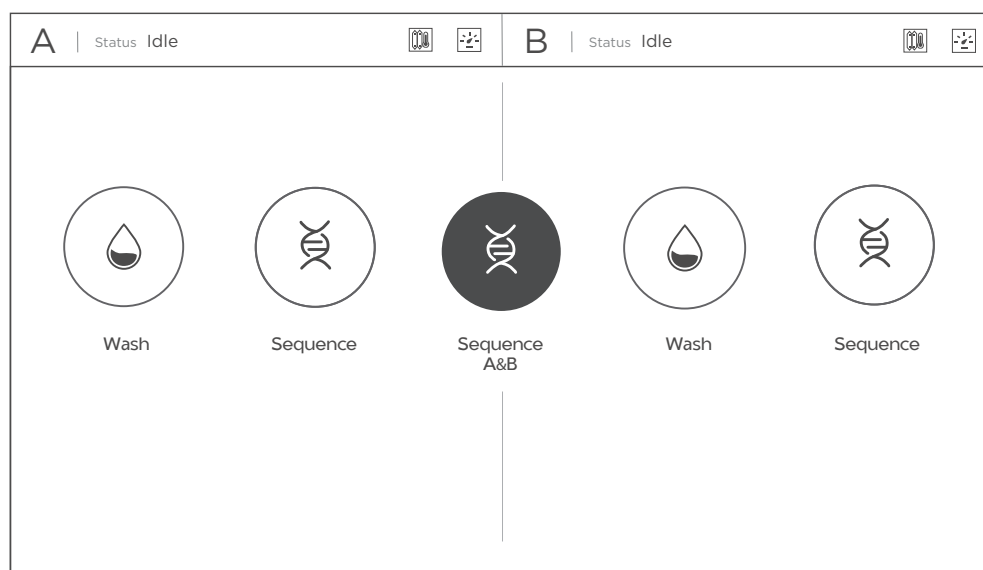 A Status Idle
B Status Idle
Wash
Sequence
Sequence
A&B
Wash
Sequence